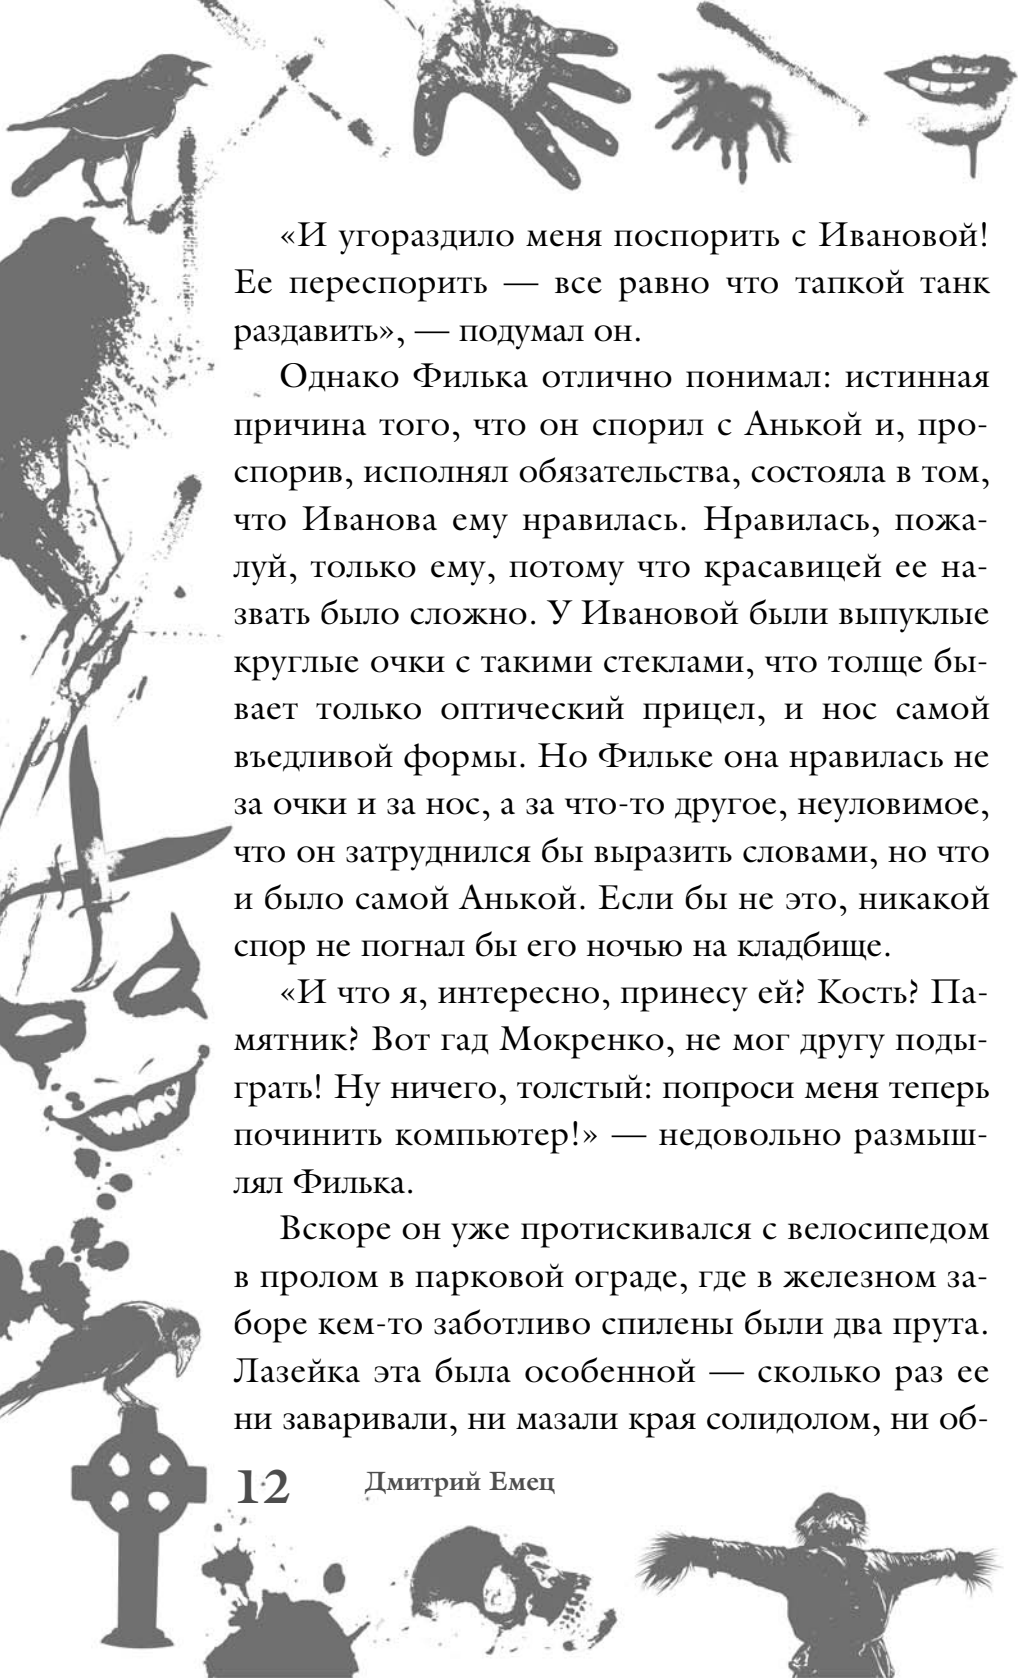 «И угораздило меня поспорить с Ивановой!
Ее переспорить — все равно что тапкой танк
раздавить», — подумал он.
Однако Филька отлично понимал: истинная
причина того, что он спорил с Анькой и, про-
спорив, исполнял обязательства, состояла в том,
что Иванова ему нравилась. Нравилась, пожа-
луй, только ему, потому что красавицей ее на-
звать было сложно. У Ивановой были выпуклые
круглые очки с такими стеклами, что толще бы-
вает только оптический прицел, и нос самой
въедливой формы. Но Фильке она нравилась не
за очки и за нос, а за что-то другое, неуловимое,
что он затруднился бы выразить словами, но что
и было самой Анькой. Если бы не это, никакой
спор не погнал бы его ночью на кладбище.
«И что я, интересно, принесу ей? Кость? Па-
мятник? Вот гад Мокренко, не мог другу поды-
грать! Ну ничего, толстый: попроси меня теперь
починить компьютер!» — недовольно размыш-
лял Филька.
Вскоре он уже протискивался с велосипедом
в пролом в парковой ограде, где в железном за-
боре кем-то заботливо спилены были два прута.
Лазейка эта была особенной — сколько раз ее
ни заваривали, ни мазали края солидолом, ни об-
12 Дмитрий Емец